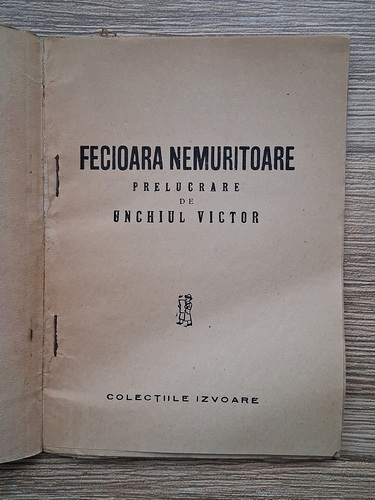 FECIOARA NEMURITOARE
PRELUCRARE
DE
UNCHIUL VICTOR
COLECȚIILE IZVOARE